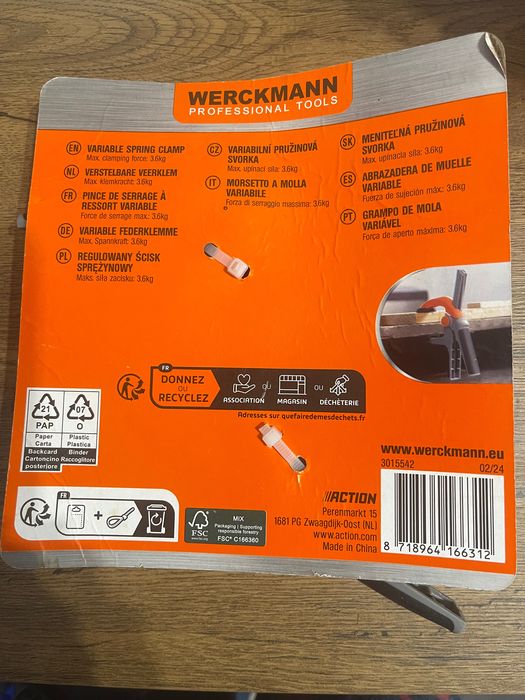 WERCKMANN
PROFESSIONAL TOOLS
EN VARIABLE SPRING CLAMP
Max. clamping force: 3.6kg
NL VERSTELBARE VEERKLEM
Max. klemkracht: 3,6kg
FR PINCE DE SERRAGE À
RESSORT VARIABLE
Force de serrage max.: 3.6kg
DE VARIABLE FEDERKLEMME
Max. Spannkraft: 3,6kg
PL REGULOWANY ŚCISK
SPRĘŻYNOWY
Maks. siła zacisku: 3,6kg
CZ VARIABILNÍ PRUŽINOVÁ
SVORKA
Max. upínací síla: 3,6kg
IT MORSETTO A MOLLA
VARIABILE
Forza di serraggio massima: 3,6kg
SK MENITEĽNÁ PRUŽINOVÁ
SVORKA
Max. upínacia sila: 3,6kg
ES ABRAZADERA DE MUELLE
VARIABLE
Fuerza de sujeción máx.: 3,6kg
PT GRAMPO DE MOLA
VARIÁVEL
Força de aperto máxima: 3,6kg
FR
DONNEZ
OU
RECYCLEZ
ASSOCIATION
OU
MAGASIN
OU
DÉCHÈTERIE
Adresses sur quefairedemesdechets.fr
21
PAP
Paper
Carta
Backcard
Cartoncino
posteriore
07
O
Plastic
Plastica
Binder
Raccoglitore
FR
+
FSC
www.fsc.org
MIX
Packaging | Supporting
responsible forestry
FSC® C166360
www.werckmann.eu
3015542 02/24
///ACTION
Perenmarkt 15
1681 PG Zwaagdijk-Oost (NL)
www.action.com
Made in China
8 718964 166312